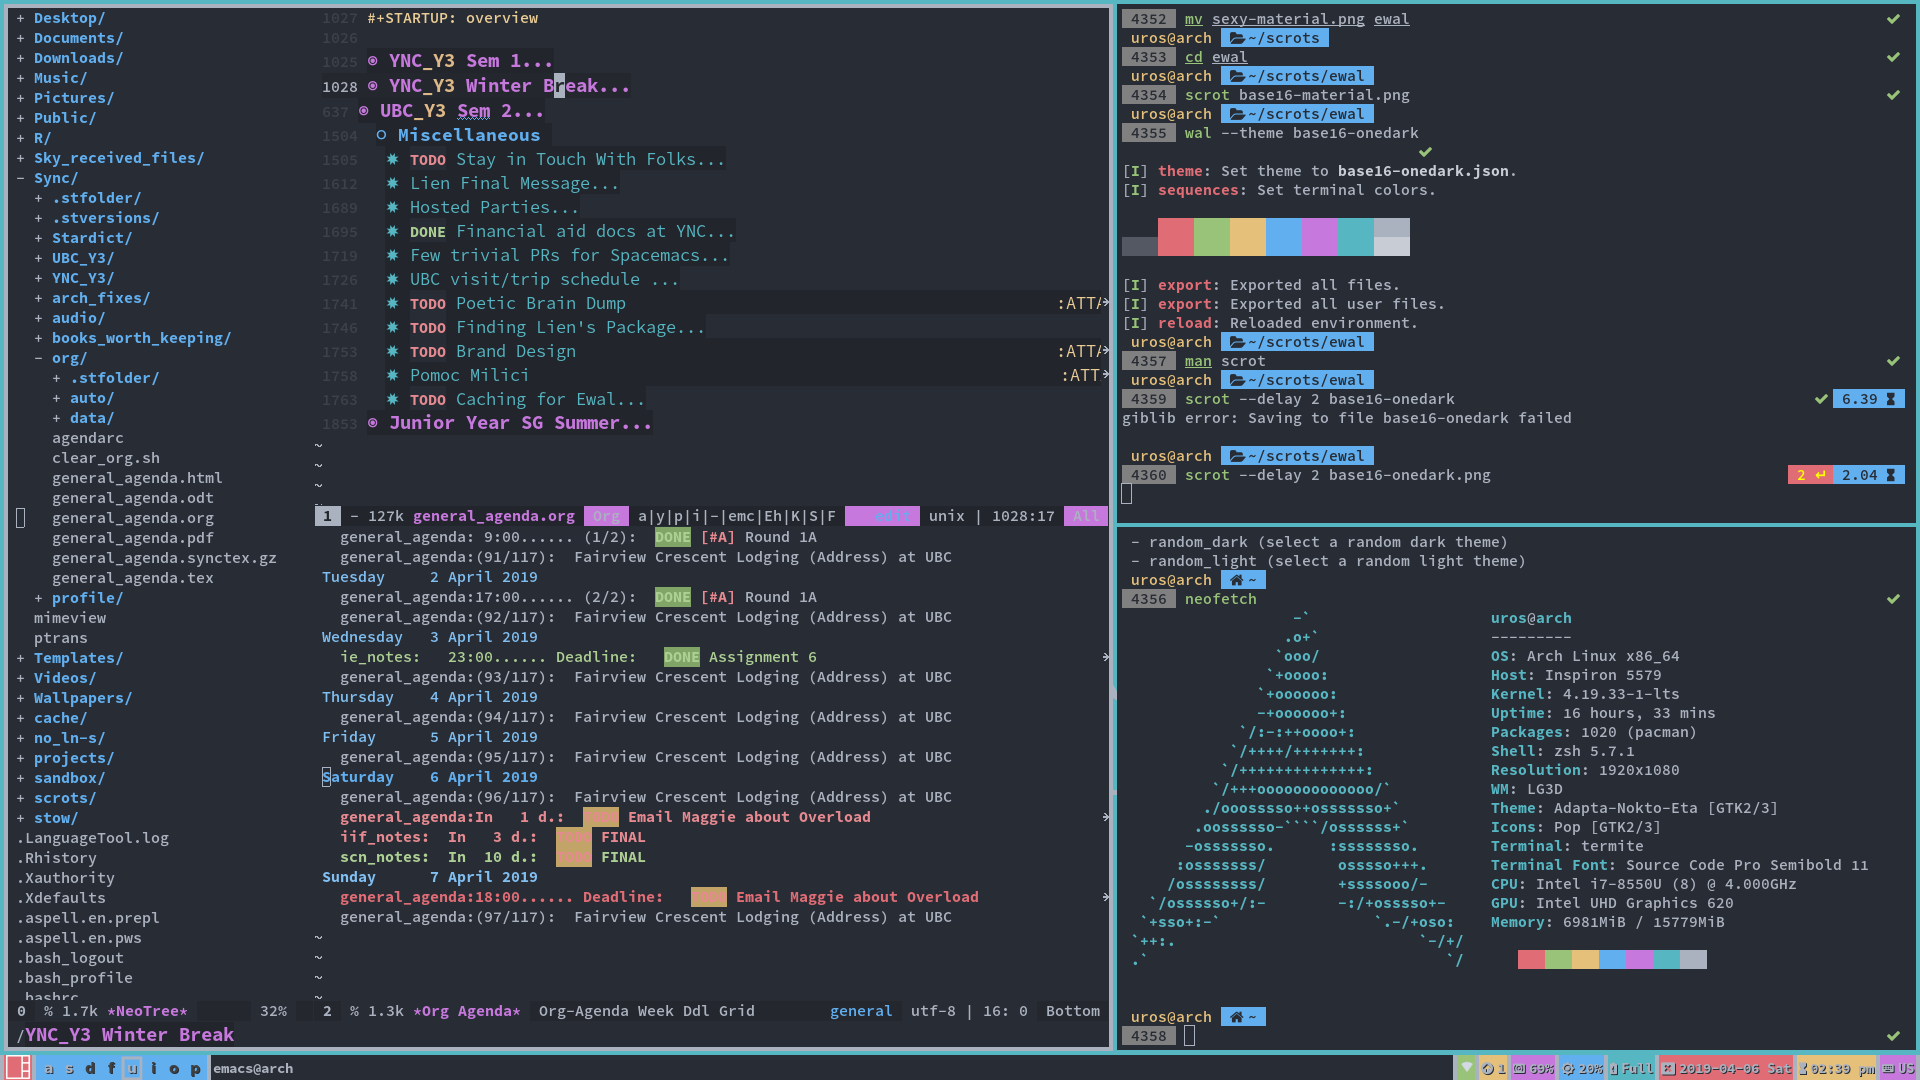 + Desktop/
+ Documents/
+ Downloads/
+ Music/
+ Pictures/
+ Public/
+ R/
+ Sky_received_files/
− Sync/
+ .stfolder/
+ .stversions/
+ Stardict/
+ UBC_Y3/
+ YNC_Y3/
+ arch_fixes/
+ audio/
+ books_worth_keeping/
− org/
+ .stfolder/
+ auto/
+ data/
agendarc
clear_org.sh
general_agenda.html
general_agenda.odt
general_agenda.org
general_agenda.pdf
general_agenda.synctex.gz
general_agenda.tex
+ profile/
mimeview
ptrans
+ Templates/
+ Videos/
+ Wallpapers/
+ cache/
+ no_ln-s/
+ projects/
+ sandbox/
+ scrots/
+ stow/
.LanguageTool.log
.Rhistory
.Xauthority
.Xdefaults
.aspell.en.prepl
.aspell.en.pws
.bash_logout
.bash_profile
.bashrc
0 % 1.7k *NeoTree* 32%
1027 #+STARTUP: overview
1026
1025 YNC_Y3 Sem 1...
1028 YNC_Y3 Winter Break...
637 UBC_Y3 Sem 2...
1504 Miscellaneous
1505 TODO Stay in Touch With Folks...
1612 Lien Final Message...
1689 Hosted Parties...
1695 DONE Financial aid docs at YNC...
1719 Few trivial PRs for Spacemacs...
1726 UBC visit/trip schedule ...
1741 TODO Poetic Brain Dump :ATTA
1746 TODO Finding Lien's Package...
1753 TODO Brand Design :ATTA
1758 Pomoc Milici :ATT
1763 TODO Caching for Ewal...
1853 Junior Year SG Summer...
~
~
~
1 - 127k general_agenda.org Org a|y|p|i|-|emc|Eh|K|S|F edit unix | 1028:17 All
general_agenda: 9:00...... (1/2): DONE [#A] Round 1A
general_agenda:(91/117): Fairview Crescent Lodging (Address) at UBC
Tuesday 2 April 2019
general_agenda:17:00...... (2/2): DONE [#A] Round 1A
general_agenda:(92/117): Fairview Crescent Lodging (Address) at UBC
Wednesday 3 April 2019
ie_notes: 23:00...... Deadline: DONE Assignment 6
general_agenda:(93/117): Fairview Crescent Lodging (Address) at UBC
Thursday 4 April 2019
general_agenda:(94/117): Fairview Crescent Lodging (Address) at UBC
Friday 5 April 2019
general_agenda:(95/117): Fairview Crescent Lodging (Address) at UBC
Saturday 6 April 2019
general_agenda:(96/117): Fairview Crescent Lodging (Address) at UBC
general_agenda:In 1 d.: TODO Email Maggie about Overload
iif_notes: In 3 d.: TODO FINAL
scn_notes: In 10 d.: TODO FINAL
Sunday 7 April 2019
general_agenda:18:00...... Deadline: TODO Email Maggie about Overload
general_agenda:(97/117): Fairview Crescent Lodging (Address) at UBC
~
~
~
~
2 % 1.3k *Org Agenda* Org-Agenda Week Ddl Grid general utf-8 | 16: 0 Bottom
/YNC_Y3 Winter Break
4352 mv sexy-material.png ewal
uros@arch ~/scrots
4353 cd ewal
uros@arch ~/scrots/ewal
4354 scrot base16-material.png
uros@arch ~/scrots/ewal
4355 wal --theme base16-onedark
[I] theme: Set theme to base16-onedark.json.
[I] sequences: Set terminal colors.
[I] export: Exported all files.
[I] export: Exported all user files.
[I] reload: Reloaded environment.
uros@arch ~/scrots/ewal
4357 man scrot
uros@arch ~/scrots/ewal
4359 scrot --delay 2 base16-onedark 6.39
giblib error: Saving to file base16-onedark failed
uros@arch ~/scrots/ewal
4360 scrot --delay 2 base16-onedark.png 2 ↵ 2.04
- random_dark (select a random dark theme)
- random_light (select a random light theme)
uros@arch ~
4356 neofetch
-`
.o+`
`ooo/
`+oooo:
`+oooooo:
-+oooooo+:
`/:-:++oooo+:
`/++++/+++++++:
`/++++++++++++++:
`/+++ooooooooooooo/`
./ooosssso++osssssso+`
.oossssso-````/ossssss+`
-osssssso. :ssssssso.
:osssssss/ osssso+++.
/ossssssss/ +ssssooo/-
`/ossssso+/:- -:/+osssso+-
`+sso+:-` `.-/+oso:
`++:. `-/+/
.` `/
uros@arch
---------
OS: Arch Linux x86_64
Host: Inspiron 5579
Kernel: 4.19.33-1-lts
Uptime: 16 hours, 33 mins
Packages: 1020 (pacman)
Shell: zsh 5.7.1
Resolution: 1920x1080
WM: LG3D
Theme: Adapta-Nokto-Eta [GTK2/3]
Icons: Pop [GTK2/3]
Terminal: termite
Terminal Font: Source Code Pro Semibold 11
CPU: Intel i7-8550U (8) @ 4.000GHz
GPU: Intel UHD Graphics 620
Memory: 6981MiB / 15779MiB
uros@arch ~
4358
a s d f u i o p emacs@arch 1 69% 20% Full 2019-04-06 Sat 02:39 pm US